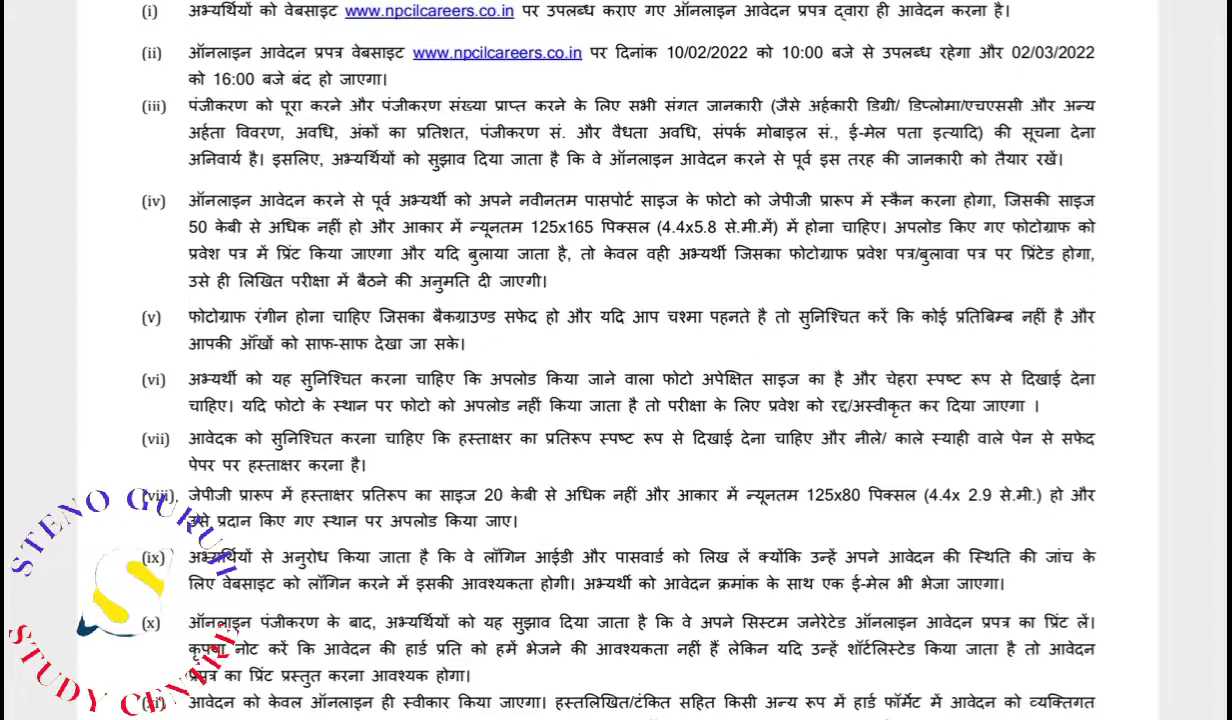 (i) अभ्यर्थियों को वेबसाइट www.npcilcareers.co.in पर उपलब्ध कराए गए ऑनलाइन आवेदन प्रपत्र द्वारा ही आवेदन करना है।
(ii) ऑनलाइन आवेदन प्रपत्र वेबसाइट www.npcilcareers.co.in पर दिनांक 10/02/2022 को 10:00 बजे से उपलब्ध रहेगा और 02/03/2022
को 16:00 बजे बंद हो जाएगा।
(iii) पंजीकरण को पूरा करने और पंजीकरण संख्या प्राप्त करने के लिए सभी संगत जानकारी (जैसे अर्हकारी डिग्री/ डिप्लोमा/एचएससी और अन्य
अर्हता विवरण, अवधि, अंकों का प्रतिशत, पंजीकरण सं. और वैधता अवधि, संपर्क मोबाइल सं., ई-मेल पता इत्यादि) की सूचना देना
अनिवार्य है। इसलिए, अभ्यर्थियों को सुझाव दिया जाता है कि वे ऑनलाइन आवेदन करने से पूर्व इस तरह की जानकारी को तैयार रखें।
(iv) ऑनलाइन आवेदन करने से पूर्व अभ्यर्थी को अपने नवीनतम पासपोर्ट साइज के फोटो को जेपीजी प्रारूप में स्कैन करना होगा, जिसकी साइज
50 केबी से अधिक नहीं हो और आकार में न्यूनतम 125x165 पिक्सल (4.4x5.8 से.मी.में) में होना चाहिए। अपलोड किए गए फोटोग्राफ को
प्रवेश पत्र में प्रिंट किया जाएगा और यदि बुलाया जाता है, तो केवल वही अभ्यर्थी जिसका फोटोग्राफ प्रवेश पत्र/बुलावा पत्र पर प्रिंटेड होगा,
उसे ही लिखित परीक्षा में बैठने की अनुमति दी जाएगी।
(v) फोटोग्राफ रंगीन होना चाहिए जिसका बैकग्राउण्ड सफेद हो और यदि आप चश्मा पहनते है तो सुनिश्चित करें कि कोई प्रतिबिम्ब नहीं है और
आपकी आँखों को साफ-साफ देखा जा सके।
(vi) अभ्यर्थी को यह सुनिश्चित करना चाहिए कि अपलोड किया जाने वाला फोटो अपेक्षित साइज का है और चेहरा स्पष्ट रूप से दिखाई देना
चाहिए। यदि फोटो के स्थान पर फोटो को अपलोड नहीं किया जाता है तो परीक्षा के लिए प्रवेश को रद्द/अस्वीकृत कर दिया जाएगा ।
(vii) आवेदक को सुनिश्चित करना चाहिए कि हस्ताक्षर का प्रतिरूप स्पष्ट रूप से दिखाई देना चाहिए और नीले/ काले स्याही वाले पेन से सफेद
पेपर पर हस्ताक्षर करना है।
(viii) जेपीजी प्रारूप में हस्ताक्षर प्रतिरूप का साइज 20 केबी से अधिक नहीं और आकार में न्यूनतम 125x80 पिक्सल (4.4x 2.9 से.मी.) हो और
उसे प्रदान किए गए स्थान पर अपलोड किया जाए।
(ix) अभ्यर्थियों से अनुरोध किया जाता है कि वे लॉगिन आईडी और पासवार्ड को लिख लें क्योंकि उन्हें अपने आवेदन की स्थिति की जांच के
लिए वेबसाइट को लॉगिन करने में इसकी आवश्यकता होगी। अभ्यर्थी को आवेदन क्रमांक के साथ एक ई-मेल भी भेजा जाएगा।
(x) ऑनलाइन पंजीकरण के बाद, अभ्यर्थियों को यह सुझाव दिया जाता है कि वे अपने सिस्टम जनेरेटेड ऑनलाइन आवेदन प्रपत्र का प्रिंट लें।
कृपया नोट करें कि आवेदन की हार्ड प्रति को हमें भेजने की आवश्यकता नहीं हैं लेकिन यदि उन्हें शॉर्टलिस्टेड किया जाता है तो आवेदन
प्रपत्र का प्रिंट प्रस्तुत करना आवश्यक होगा।
(xi) आवेदन को केवल ऑनलाइन ही स्वीकार किया जाएगा। हस्तलिखित/टंकित सहित किसी अन्य रूप में हार्ड फॉर्मेट में आवेदन को व्यक्तिगत
STENO GURUJI
STUDY CENTRE